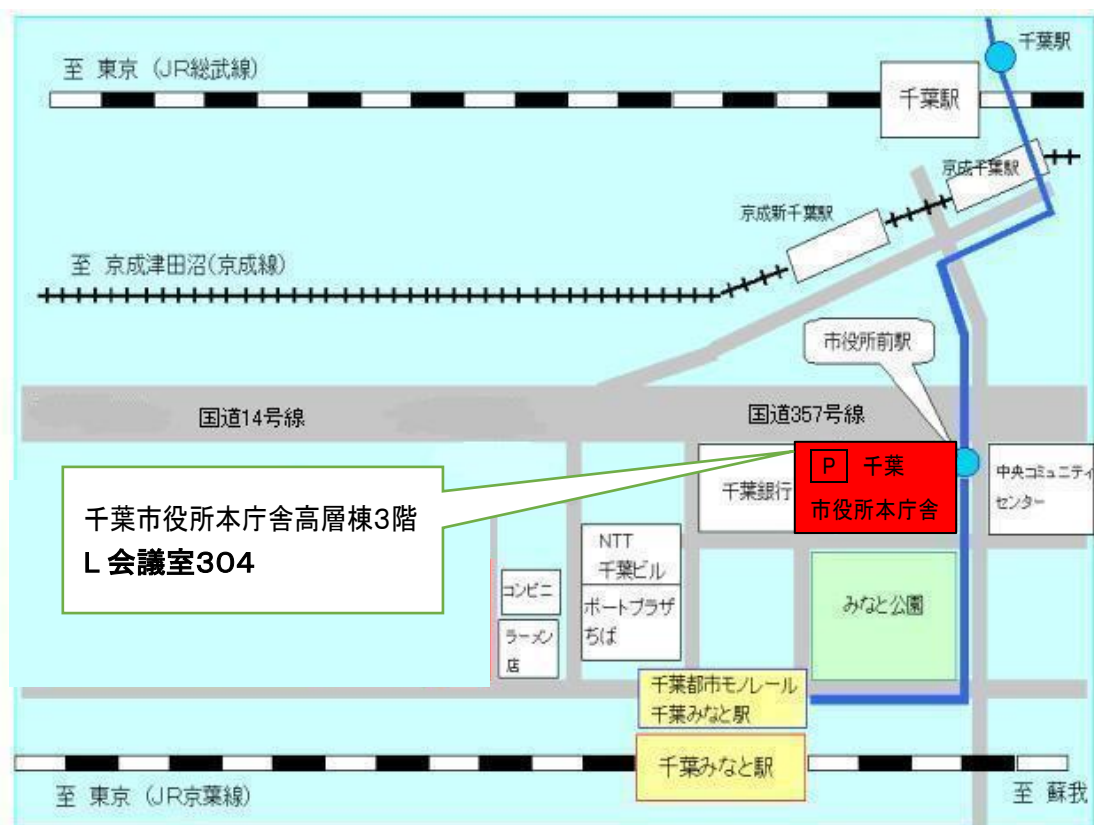 千葉駅
至 東京 (JR総武線)
千葉駅
京成千葉駅
京成新千葉駅
至 京成津田沼(京成線)
市役所前駅
国道14号線
国道357号線
千葉銀行
P 千葉
市役所本庁舎
中央コミュニティ
センター
千葉市役所本庁舎高層棟3階
L 会議室304
NTT
千葉ビル
コンビニ
ポートプラザ
ちば
ラーメン
店
みなと公園
千葉都市モノレール
千葉みなと駅
千葉みなと駅
至 東京 (JR京葉線)
至 蘇我